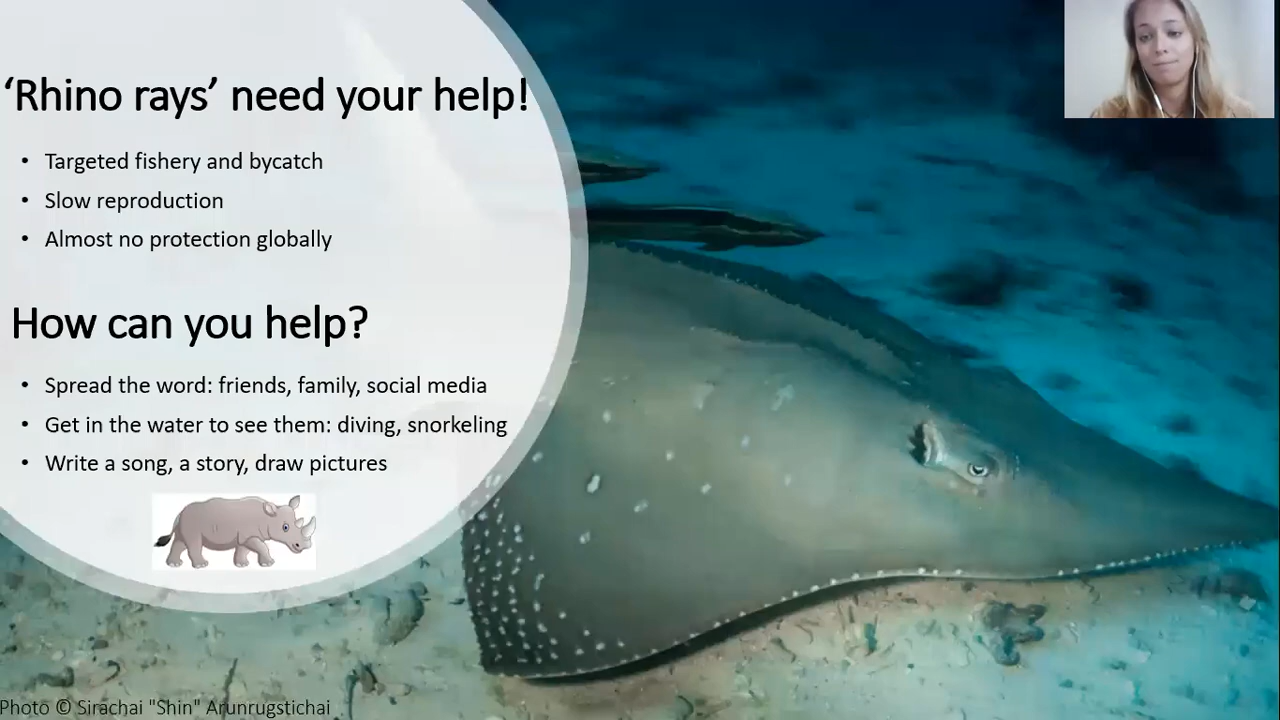 ‘Rhino rays’ need your help!
• Targeted fishery and bycatch
• Slow reproduction
• Almost no protection globally
How can you help?
• Spread the word: friends, family, social media
• Get in the water to see them: diving, snorkeling
• Write a song, a story, draw pictures
Photo © Sirachai "Shin" Arunrugstichai